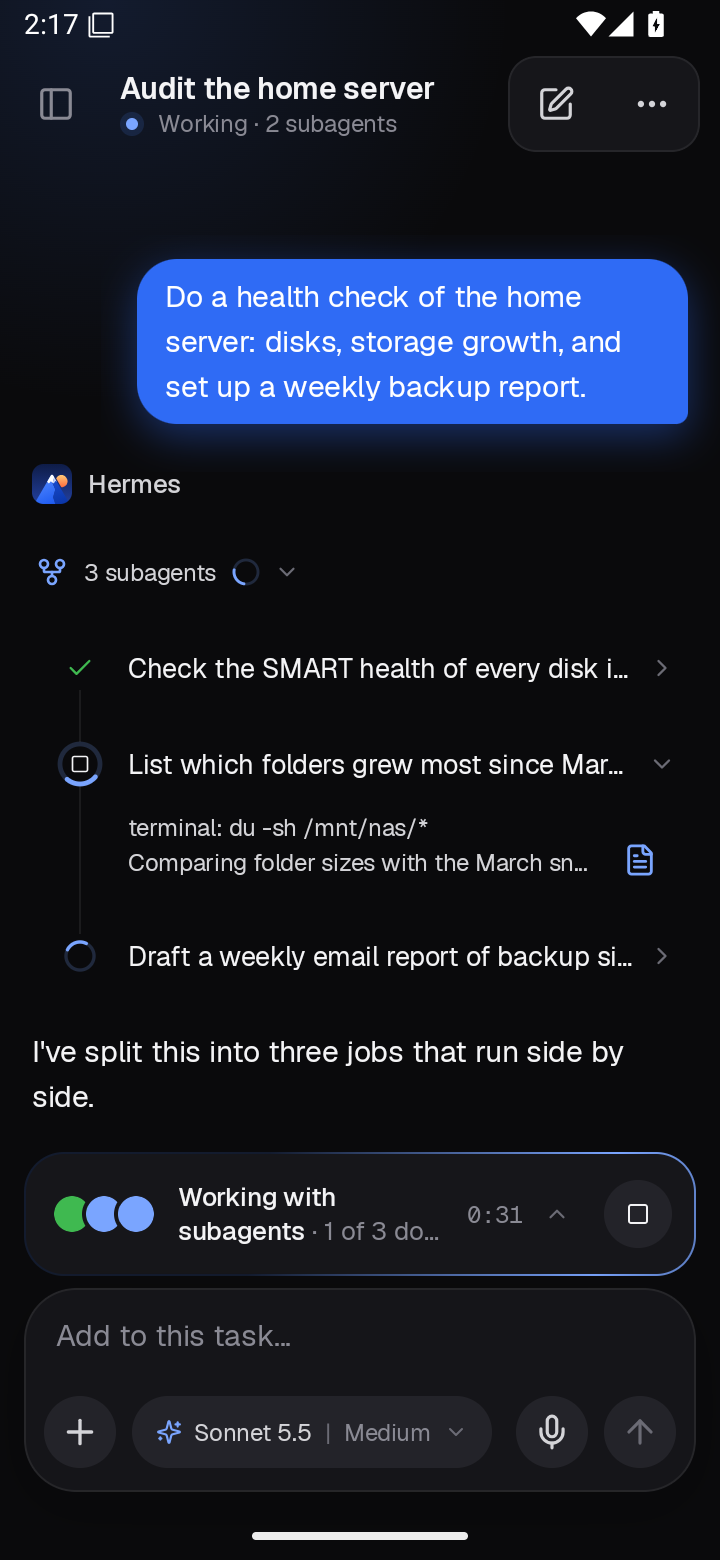 2:17
Audit the home server
Working · 2 subagents
Do a health check of the home
server: disks, storage growth, and
set up a weekly backup report.
Hermes
3 subagents
Check the SMART health of every disk i...
List which folders grew most since Mar...
terminal: du -sh /mnt/nas/*
Comparing folder sizes with the March sn...
Draft a weekly email report of backup si...
I've split this into three jobs that run side by
side.
Working with
subagents · 1 of 3 do...
0:31
Add to this task...
Sonnet 5.5 | Medium